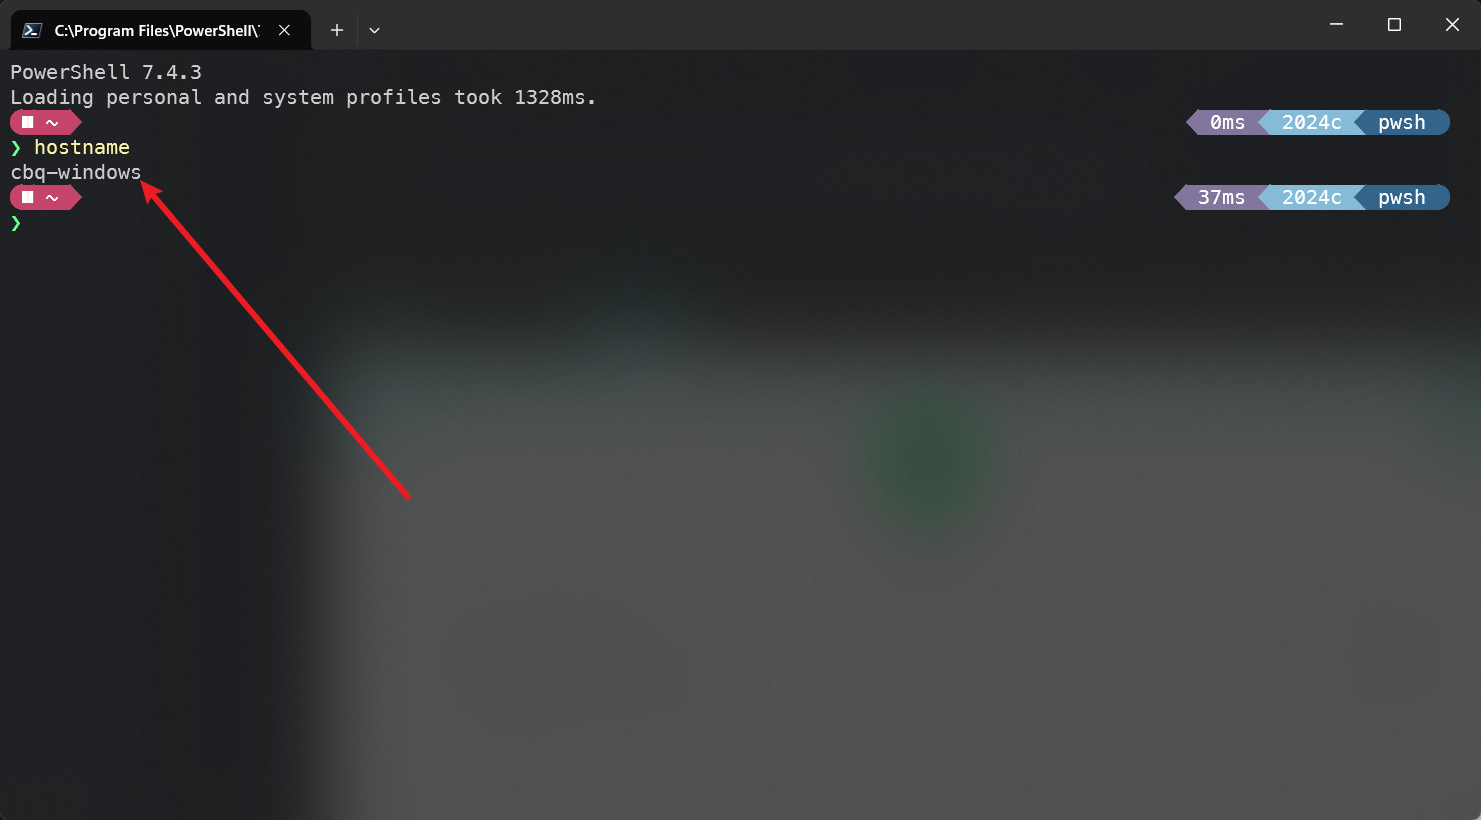 C:\Program Files\PowerShell\
PowerShell 7.4.3
Loading personal and system profiles took 1328ms.
~ 0ms 2024c pwsh
❯ hostname
cbq-windows
~ 37ms 2024c pwsh
❯